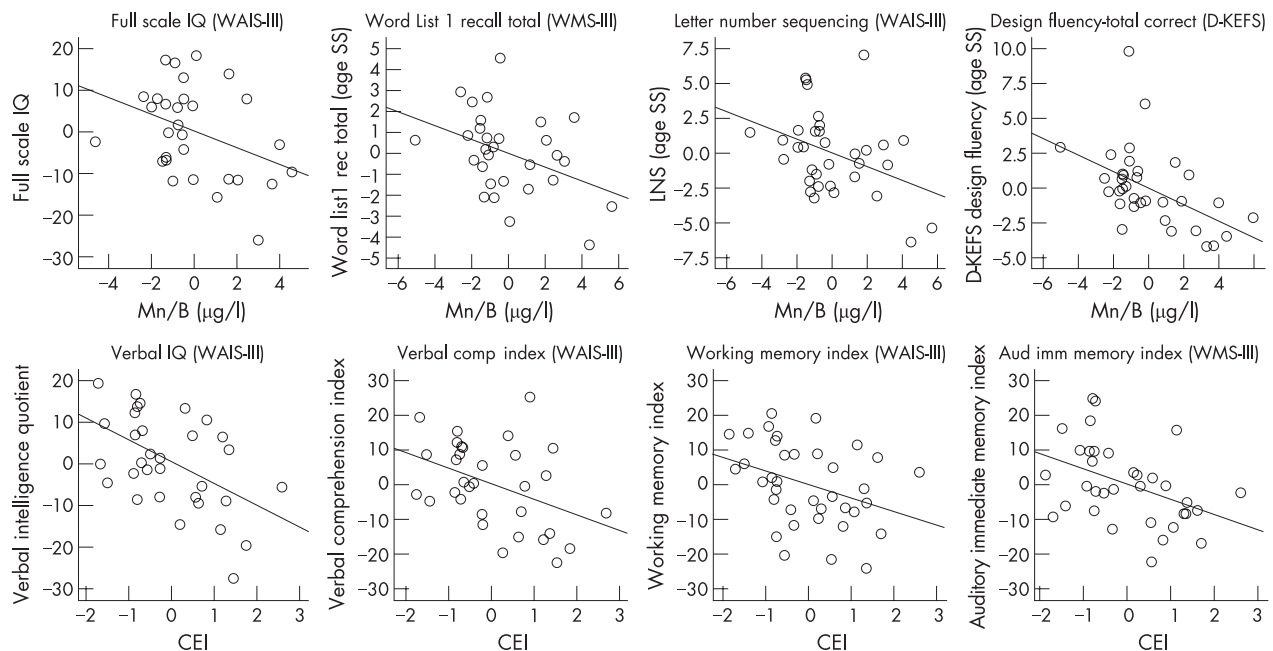 Full scale IQ (WAIS-III)
Full scale IQ
20
10
0
−10
−20
−30
−4 −2 0 2 4
Mn/B (µg/l)
Word List 1 recall total (WMS-III)
Word list1 rec total (age SS)
5
4
3
2
1
0
−1
−2
−3
−4
−5
−6 −4 −2 0 2 4 6
Mn/B (µg/l)
Letter number sequencing (WAIS-III)
LNS (age SS)
7.5
5.0
2.5
0.0
−2.5
−5.0
−7.5
−6 −4 −2 0 2 4 6
Mn/B (µg/l)
Design fluency-total correct (D-KEFS)
D-KEFS design fluency (age SS)
10.0
7.5
5.0
2.5
0.0
−2.5
−5.0
−6 −4 −2 0 2 4 6
Mn/B (µg/l)
Verbal IQ (WAIS-III)
Verbal intelligence quotient
20
10
0
−10
−20
−30
−2 −1 0 1 2 3
CEI
Verbal comp index (WAIS-III)
Verbal comprehension index
30
20
10
0
−10
−20
−30
−2 −1 0 1 2 3
CEI
Working memory index (WAIS-III)
Working memory index
30
20
10
0
−10
−20
−30
−2 −1 0 1 2 3
CEI
Aud imm memory index (WMS-III)
Auditory immediate memory index
30
20
10
0
−10
−20
−30
−2 −1 0 1 2 3
CEI